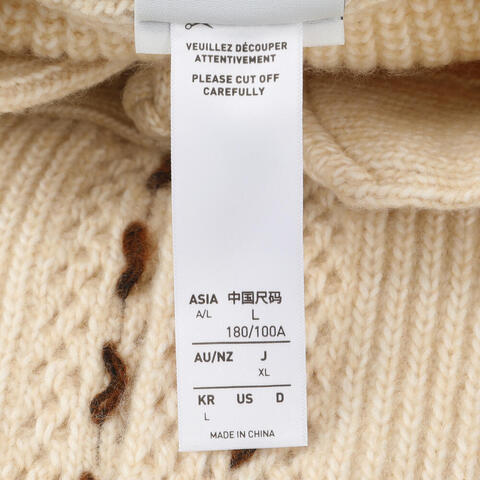 VEUILLEZ DÉCOUPER
ATTENTIVEMENT
PLEASE CUT OFF
CAREFULLY
ASIA 中国尺码
A/L L
180/100A
AU/NZ J
XL
KR US D
L
MADE IN CHINA